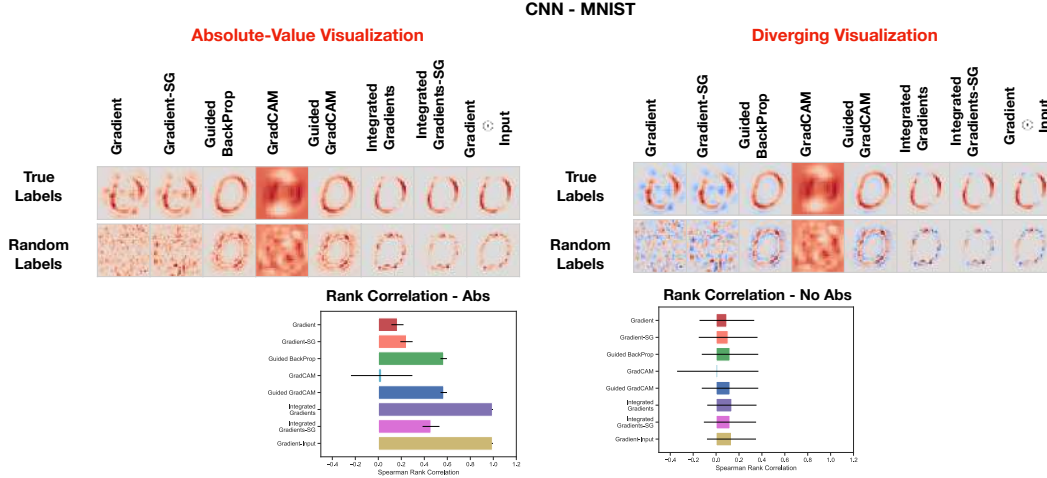 CNN - MNIST
Absolute-Value Visualization
Diverging Visualization
Gradient
Gradient-SG
Guided
BackProp
GradCAM
Guided
GradCAM
Integrated
Gradients
Integrated
Gradients-SG
Gradient
⊙
Input
Gradient
Gradient-SG
Guided
BackProp
GradCAM
Guided
GradCAM
Integrated
Gradients
Integrated
Gradients-SG
Gradient
⊙
Input
True
Labels
Random
Labels
True
Labels
Random
Labels
Rank Correlation - Abs
Gradient
Gradient-SG
Guided BackProp
GradCAM
Guided GradCAM
Integrated
Gradients
Integrated
Gradients-SG
Gradient-Input
−0.4 −0.2 0.0 0.2 0.4 0.6 0.8 1.0 1.2
Spearman Rank Correlation
Rank Correlation - No Abs
Gradient
Gradient-SG
Guided BackProp
GradCAM
Guided GradCAM
Integrated
Gradients
Integrated
Gradients-SG
Gradient-Input
−0.4 −0.2 0.0 0.2 0.4 0.6 0.8 1.0 1.2
Spearman Rank Correlation